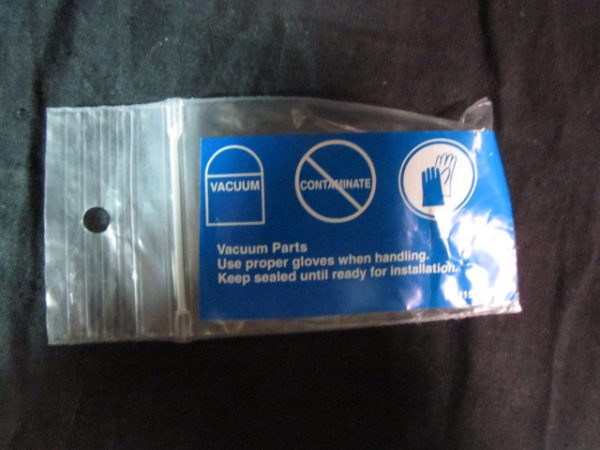 VACUUM
CONTAMINATE
Vacuum Parts
Use proper gloves when handling.
Keep sealed until ready for installation.